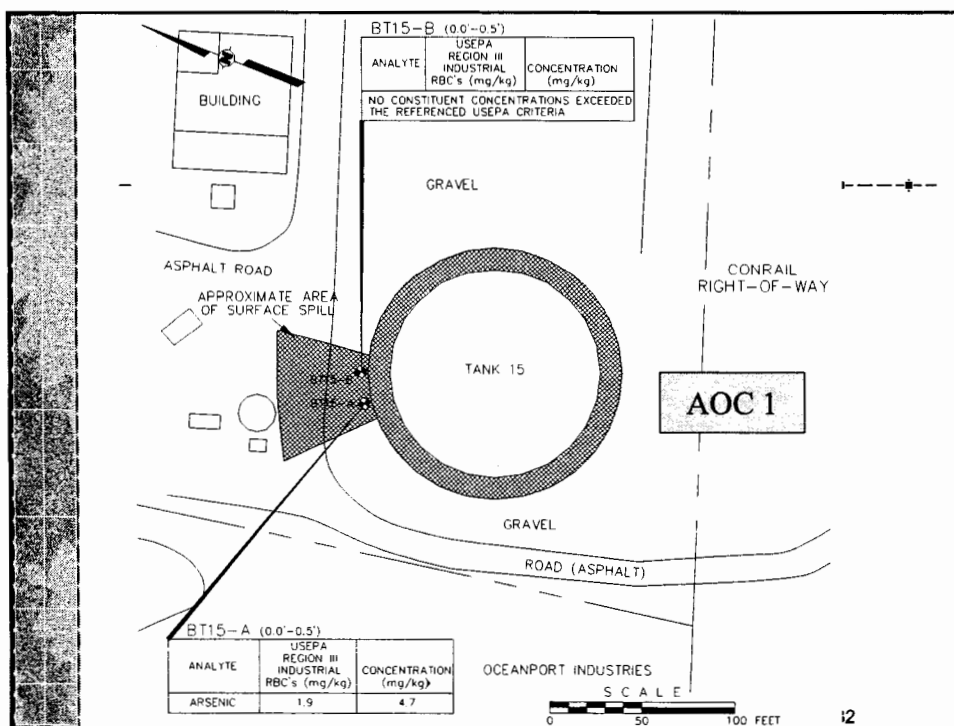 BT15-B (0.0'-0.5')
ANALYTE
USEPA
REGION III
INDUSTRIAL
RBC's (mg/kg)
CONCENTRATION
(mg/kg)
NO CONSTITUENT CONCENTRATIONS EXCEEDED
THE REFERENCED USEPA CRITERIA
N
BUILDING
GRAVEL
ASPHALT ROAD
CONRAIL
RIGHT-OF-WAY
APPROXIMATE AREA
OF SURFACE SPILL
TANK 15
BT15-B
BT15-A
AOC 1
GRAVEL
ROAD (ASPHALT)
BT15-A (0.0'-0.5')
ANALYTE
USEPA
REGION III
INDUSTRIAL
RBC's (mg/kg)
CONCENTRATION
(mg/kg)
ARSENIC 1.9 4.7
OCEANPORT INDUSTRIES
SCALE
0 50 100 FEET